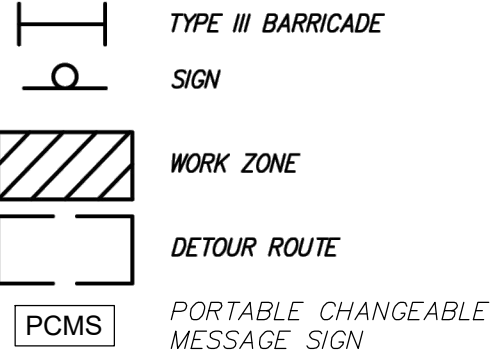 TYPE III BARRICADE
SIGN
WORK ZONE
DETOUR ROUTE
PCMS
PORTABLE CHANGEABLE
MESSAGE SIGN